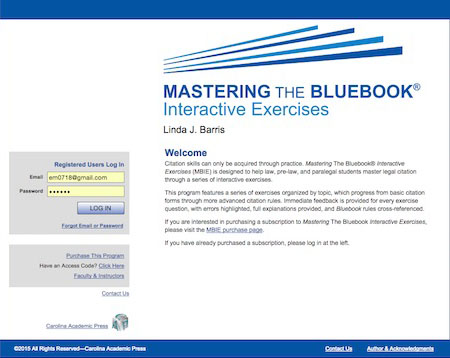 MASTERING THE BLUEBOOK®
Interactive Exercises
Linda J. Barris
Registered Users Log In
Email em0718@gmail.com
Password ••••••
LOG IN
Forgot Email or Password
Purchase This Program
Have an Access Code? Click Here
Faculty & Instructors
Contact Us
Carolina Academic Press
Welcome
Citation skills can only be acquired through practice. Mastering The Bluebook® Interactive
Exercises (MBIE) is designed to help law, pre-law, and paralegal students master legal citation
through a series of interactive exercises.
This program features a series of exercises organized by topic, which progress from basic citation
forms through more advanced citation rules. Immediate feedback is provided for every exercise
question, with errors highlighted, full explanations provided, and Bluebook rules cross-referenced.
If you are interested in purchasing a subscription to Mastering The Bluebook Interactive Exercises,
please visit the MBIE purchase page.
If you have already purchased a subscription, please log in at the left.
©2015 All Rights Reserved—Carolina Academic Press
Contact Us
Author & Acknowledgments